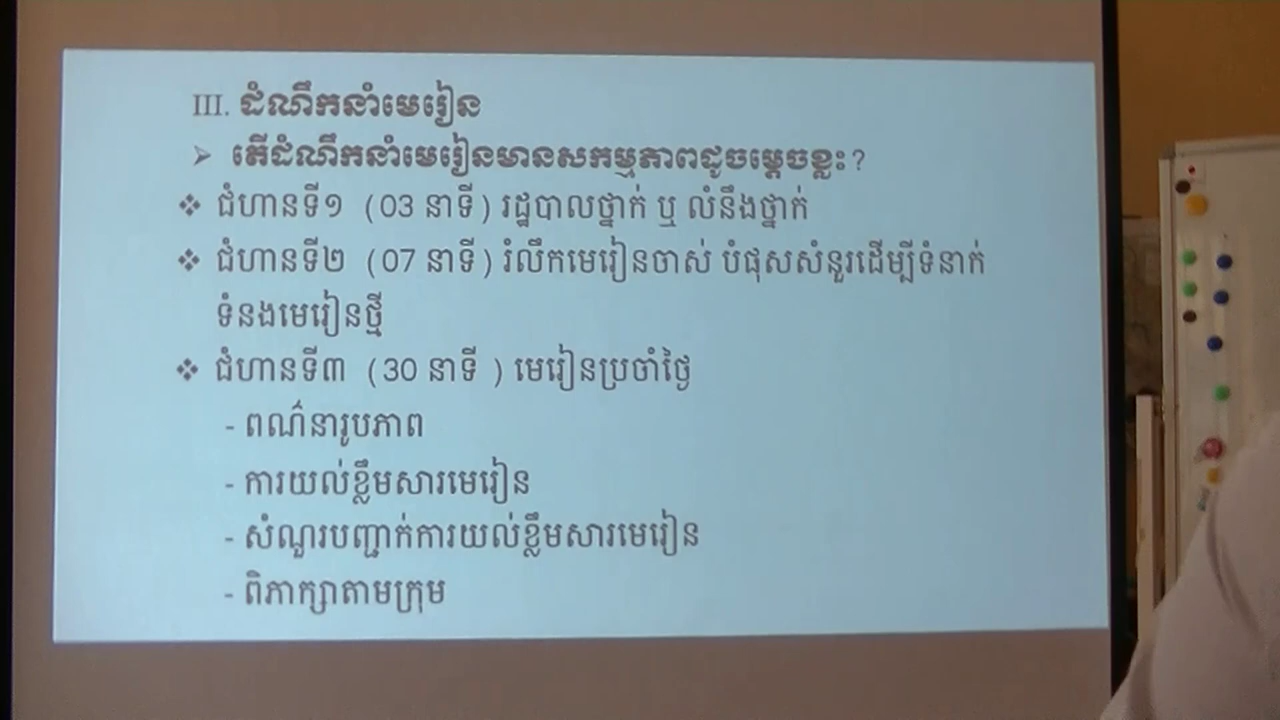 III. ដំណឹកនាំមេរៀន
➢ តើដំណឹកនាំមេរៀនមានសកម្មភាពដូចម្តេចខ្លះ?
❖ ជំហានទី១ (03 នាទី) រដ្ឋបាលថ្នាក់ ឬ លំនឹងថ្នាក់
❖ ជំហានទី២ (07 នាទី) រំលឹកមេរៀនចាស់ បំផុសសំនួរដើម្បីទំនាក់
ទំនងមេរៀនថ្មី
❖ ជំហានទី៣ (30 នាទី ) មេរៀនប្រចាំថ្ងៃ
- ពណ៌នារូបភាព
- ការយល់ខ្លឹមសារមេរៀន
- សំណួរបញ្ជាក់ការយល់ខ្លឹមសារមេរៀន
- ពិភាក្សាតាមក្រុម